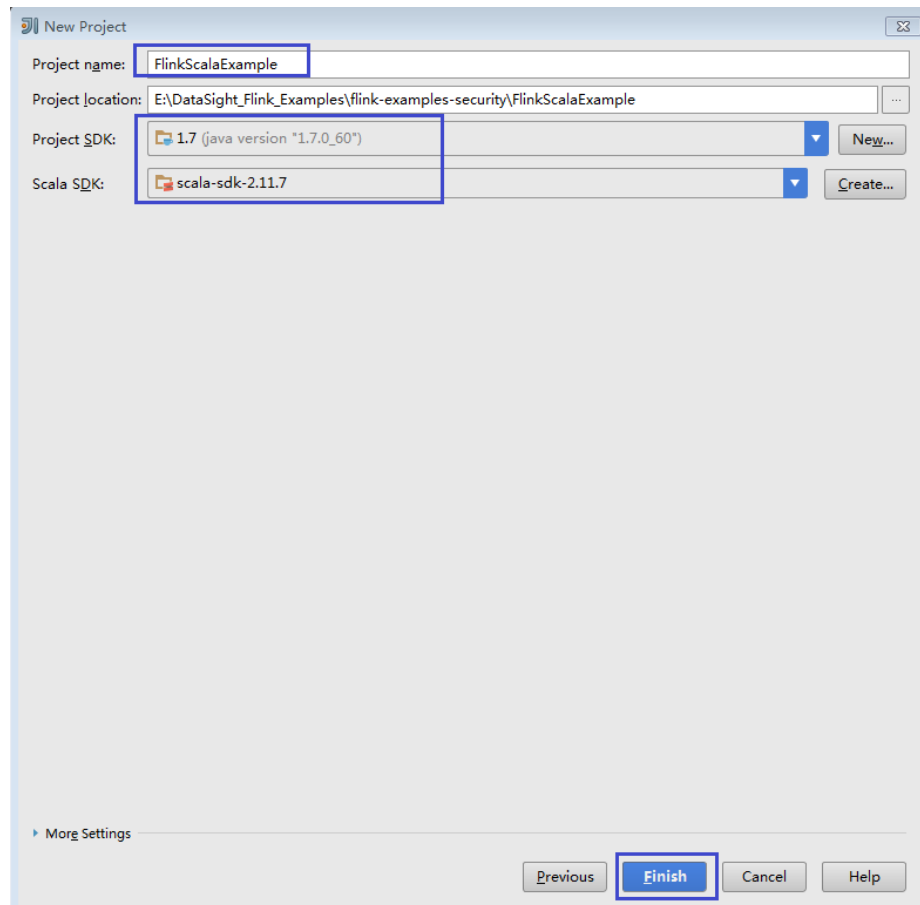 New Project
Project name: FlinkScalaExample
Project location: E:\DataSight_Flink_Examples\flink-examples-security\FlinkScalaExample ...
Project SDK: 1.7 (java version "1.7.0_60") New...
Scala SDK: scala-sdk-2.11.7 Create...
More Settings
Previous Finish Cancel Help